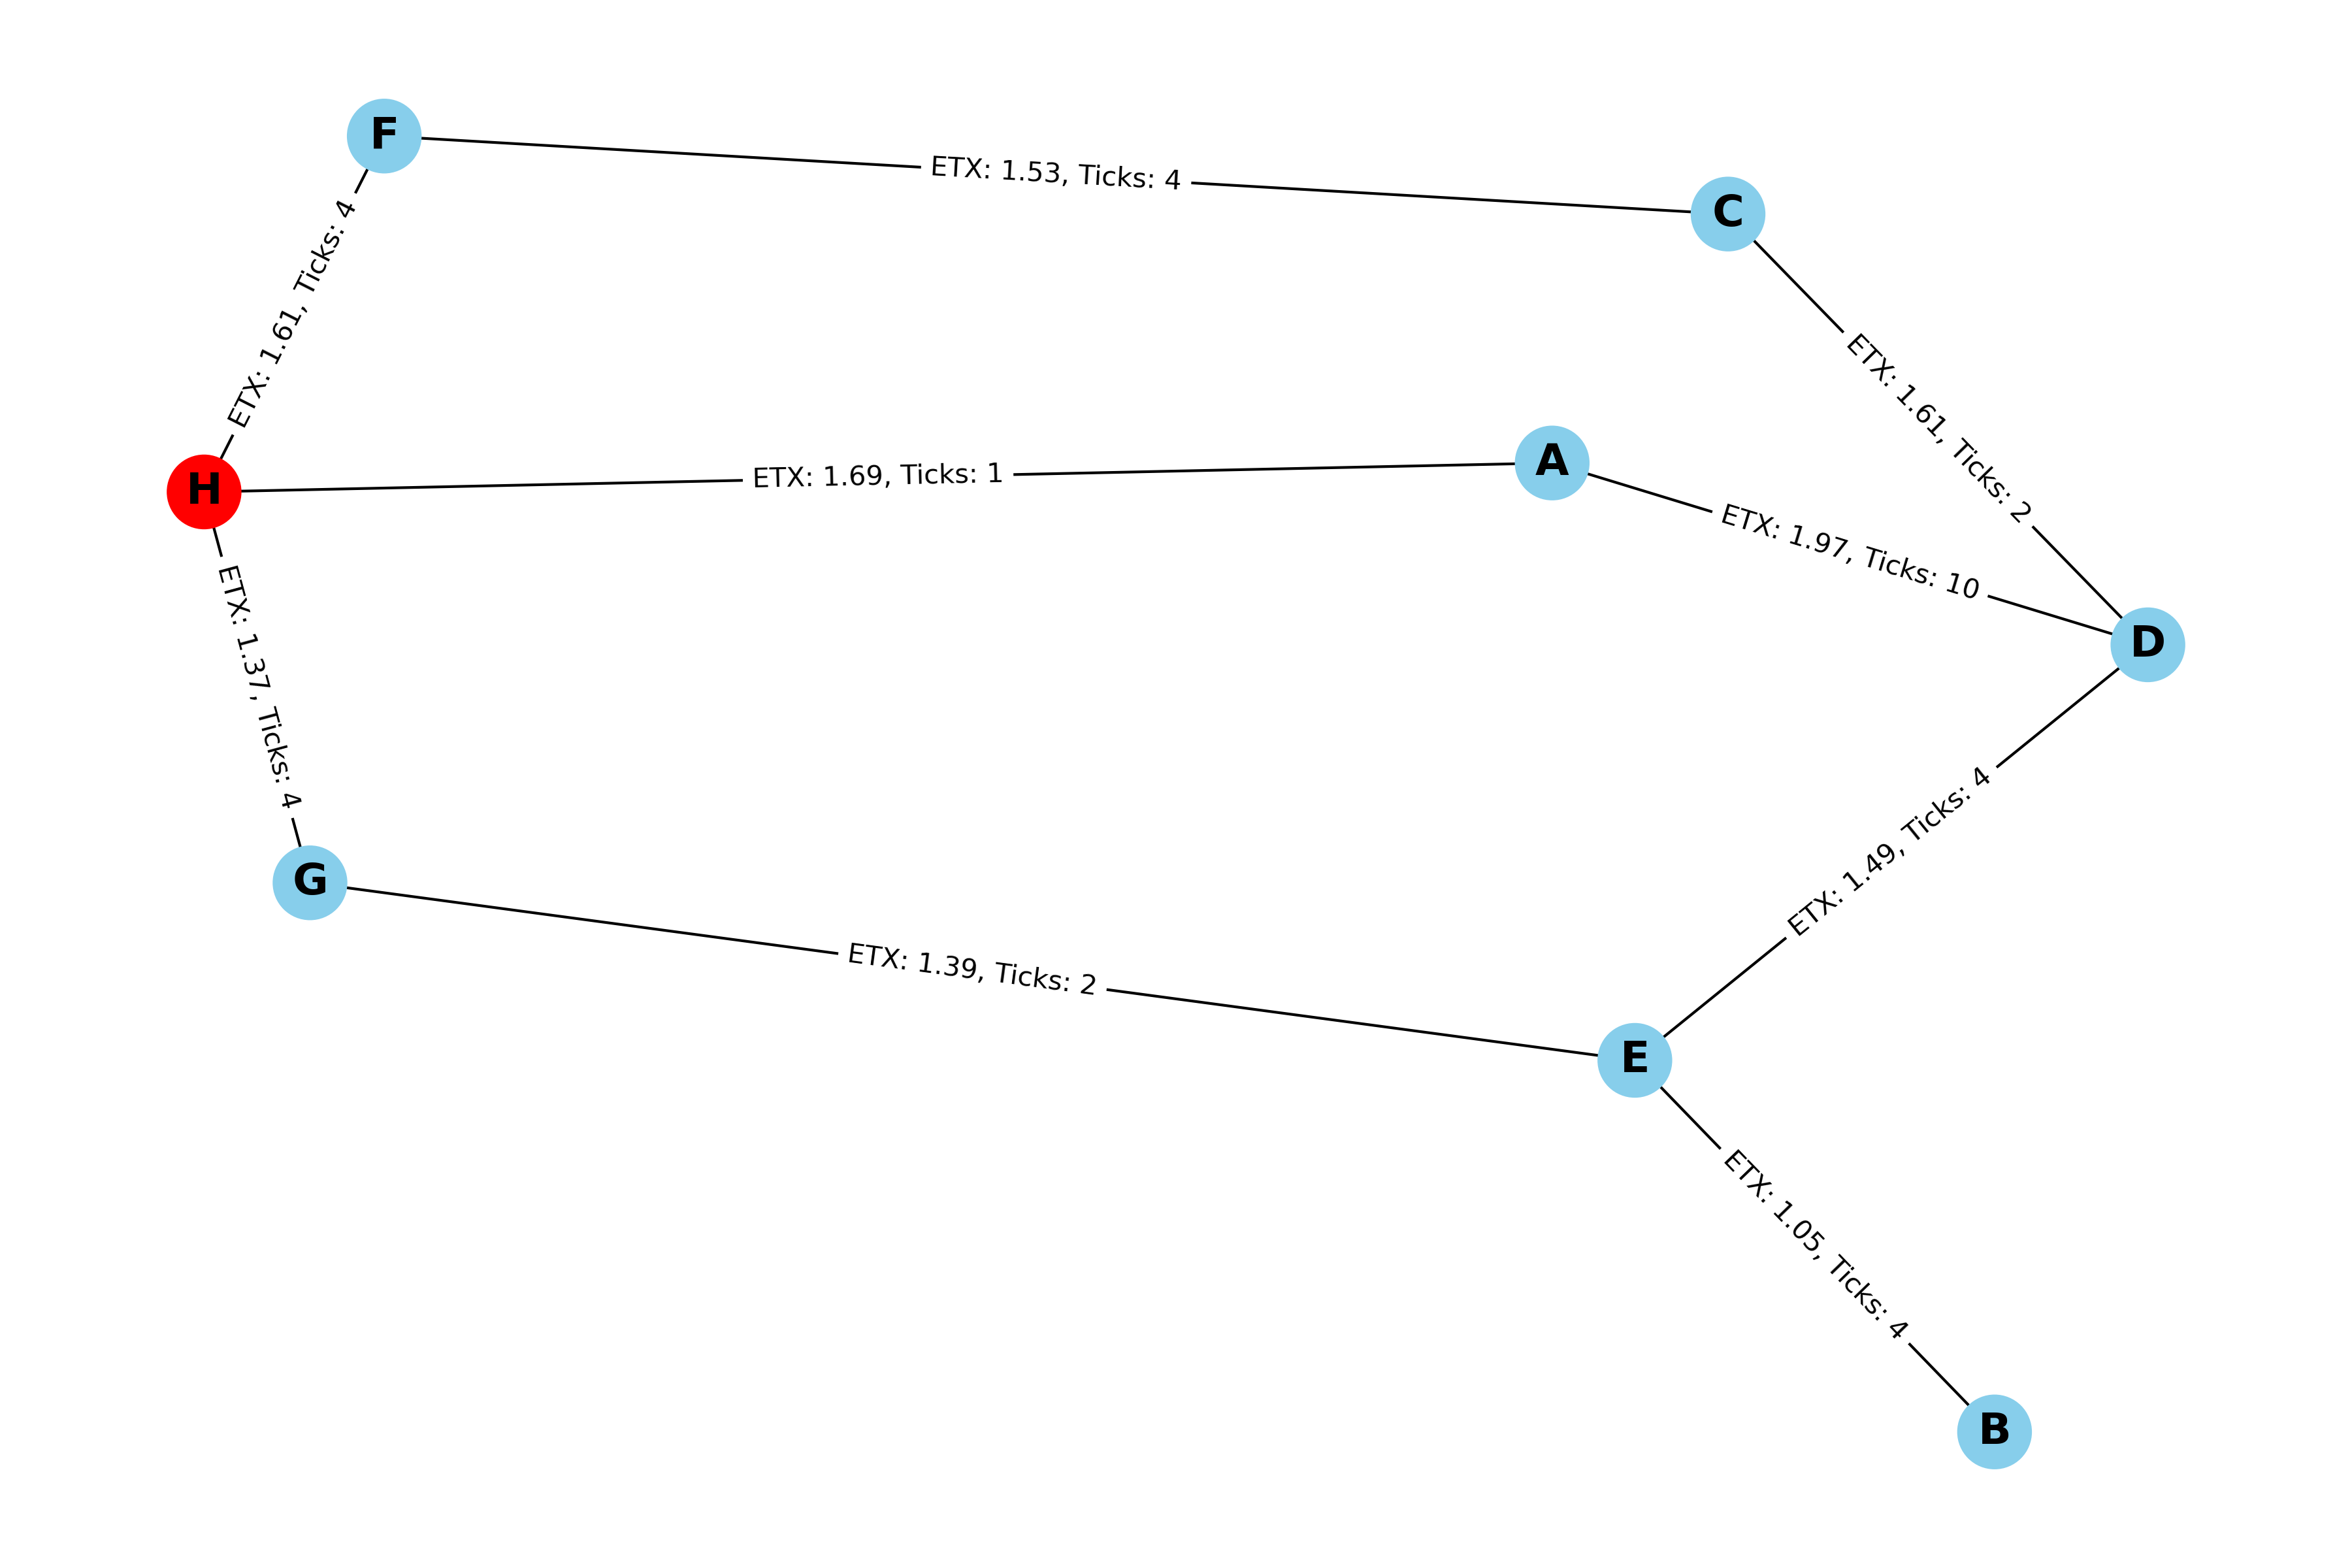 F
ETX: 1.53, Ticks: 4
C
ETX: 1.61, Ticks: 4
ETX: 1.61, Ticks: 2
H
ETX: 1.69, Ticks: 1
A
ETX: 1.97, Ticks: 10
D
ETX: 1.37, Ticks: 4
ETX: 1.49, Ticks: 4
G
ETX: 1.39, Ticks: 2
E
ETX: 1.05, Ticks: 4
B